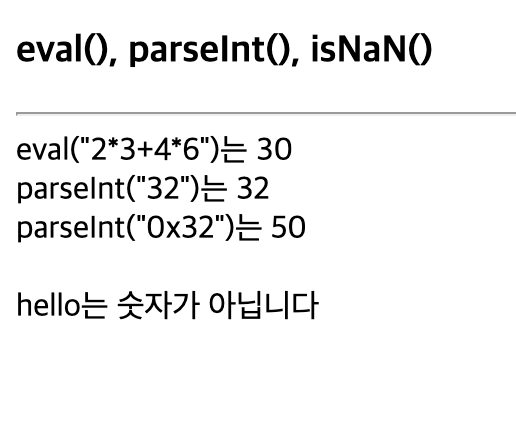 eval(), parseInt(), isNaN()
eval("2*3+4*6")는 30
parseInt("32")는 32
parseInt("0x32")는 50
hello는 숫자가 아닙니다